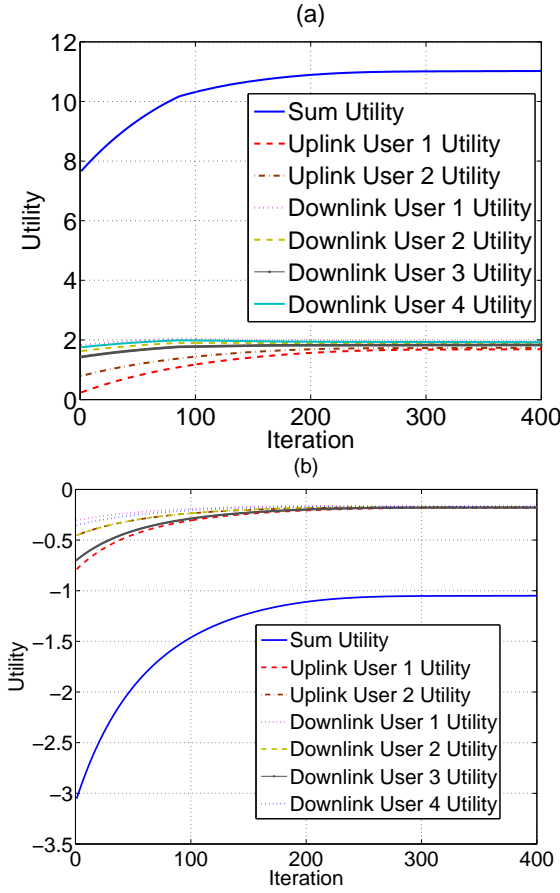 (a)
12
10
8
6
4
2
0
Utility
Sum Utility
Uplink User 1 Utility
Uplink User 2 Utility
Downlink User 1 Utility
Downlink User 2 Utility
Downlink User 3 Utility
Downlink User 4 Utility
0 100 200 300 400
Iteration
(b)
0
−0.5
−1
−1.5
−2
−2.5
−3
−3.5
Utility
Sum Utility
Uplink User 1 Utility
Uplink User 2 Utility
Downlink User 1 Utility
Downlink User 2 Utility
Downlink User 3 Utility
Downlink User 4 Utility
0 100 200 300 400
Iteration